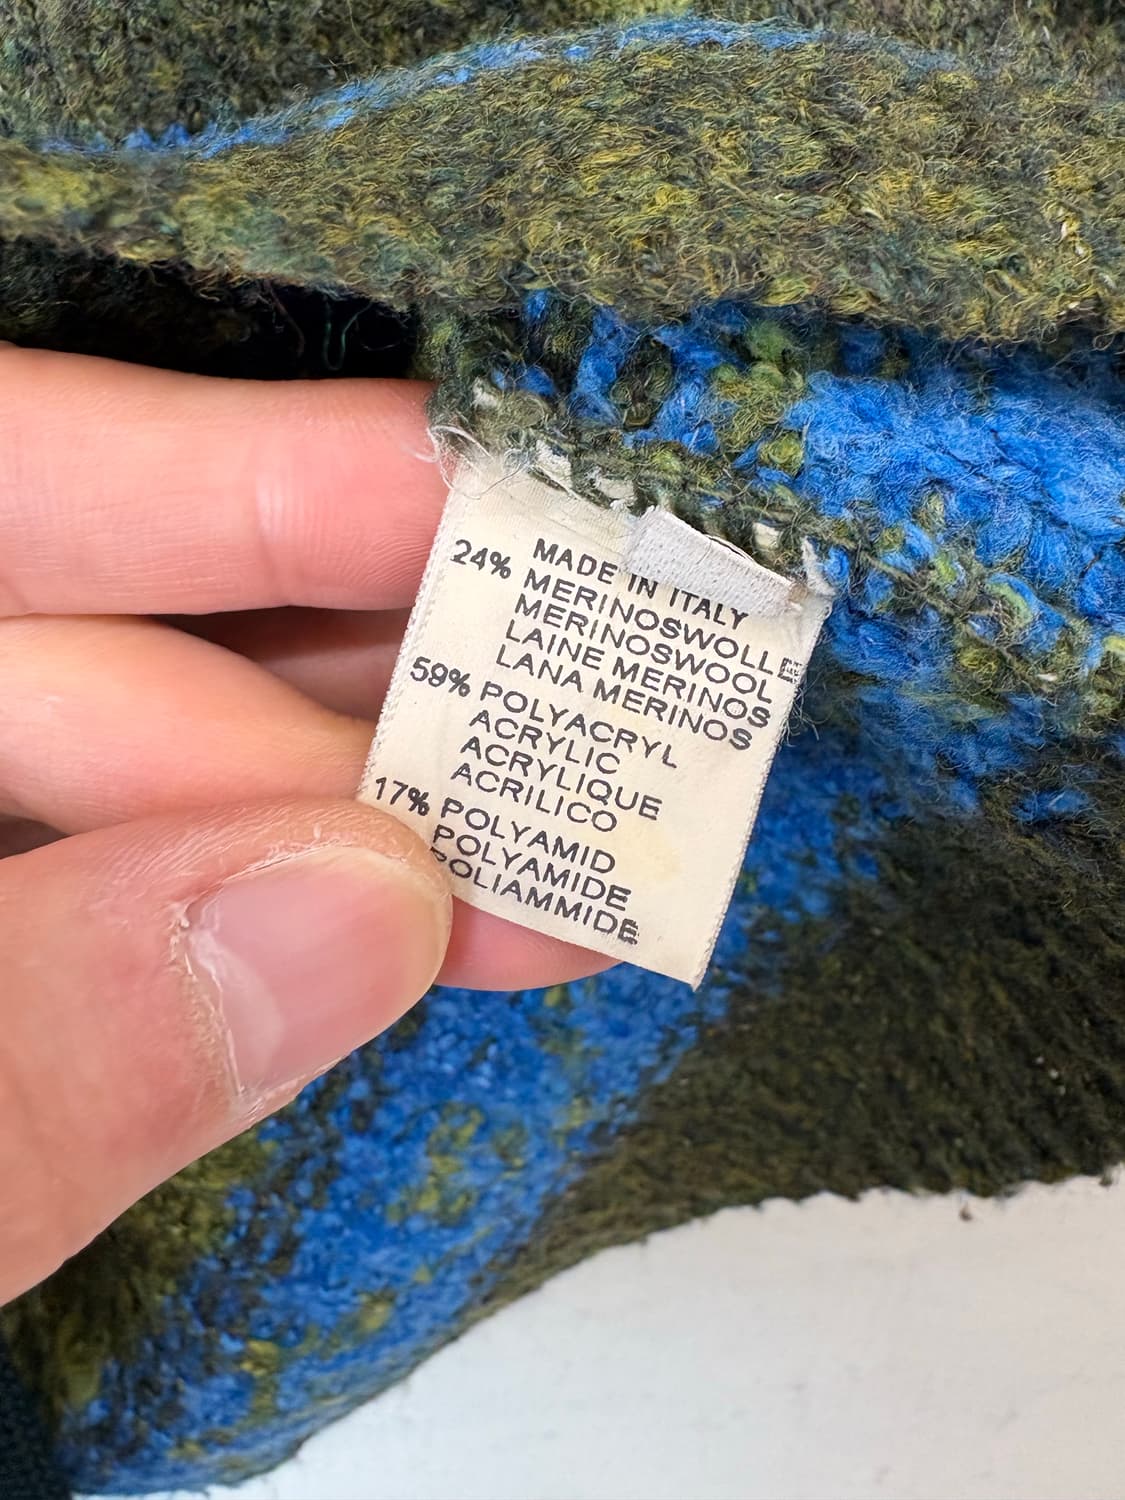 MADE IN ITALY
24% MERINOSWOLLE
MERINOSWOOL
LAINE MERINOS
LANA MERINOS
59% POLYACRYL
ACRYLIC
ACRYLIQUE
ACRILICO
17% POLYAMID
POLYAMIDE
POLIAMMIDE